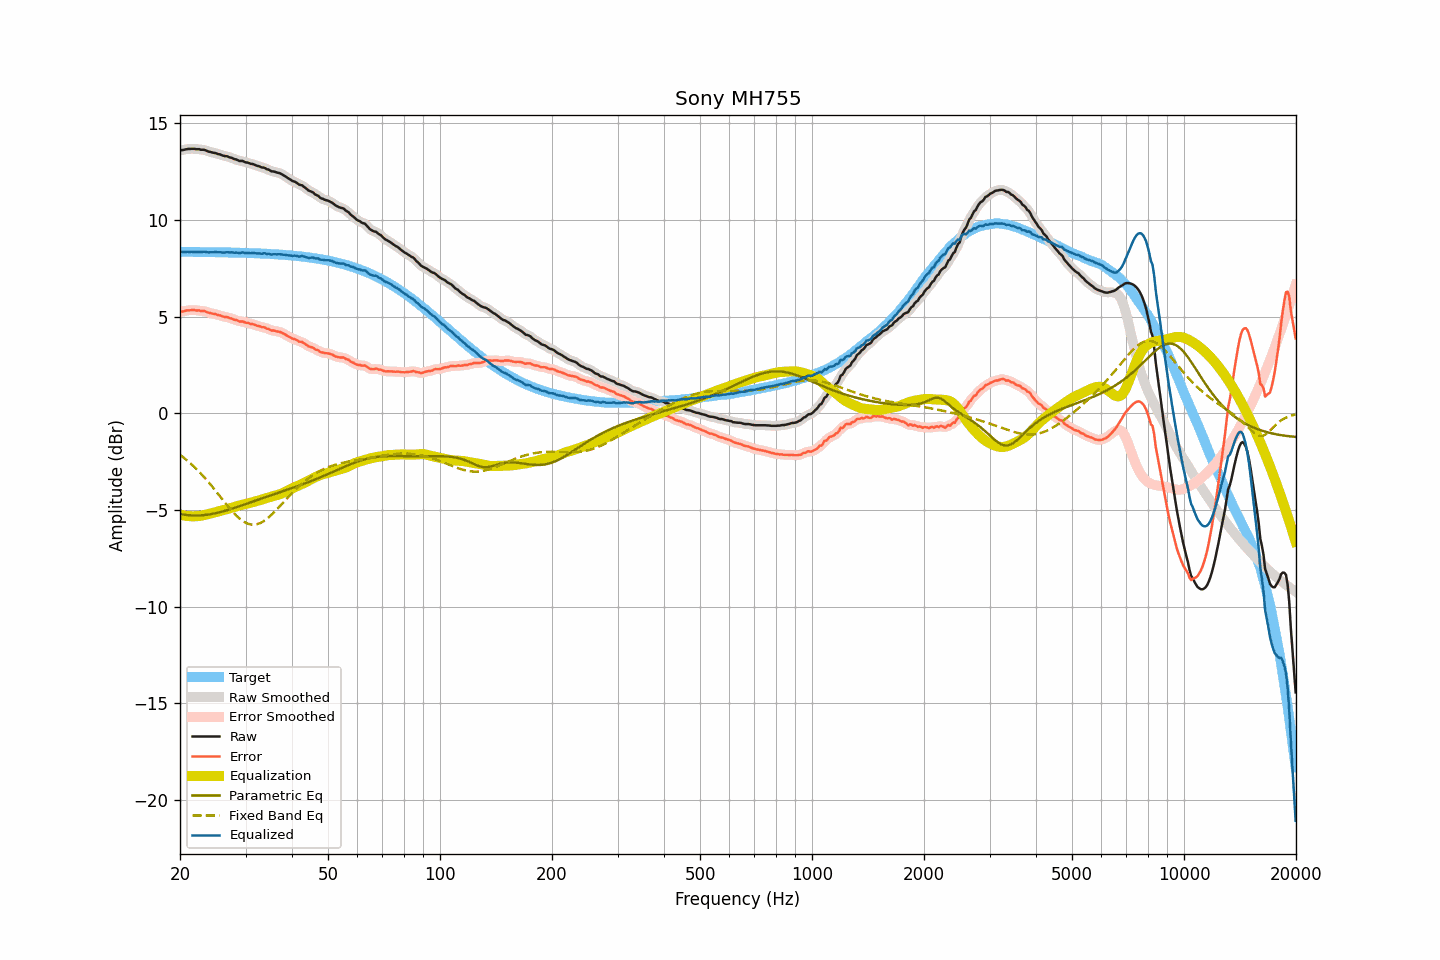 Sony MH755
15
10
5
0
−5
−10
−15
−20
Amplitude (dBr)
Target
Raw Smoothed
Error Smoothed
Raw
Error
Equalization
Parametric Eq
Fixed Band Eq
Equalized
20 50 100 200 500 1000 2000 5000 10000 20000
Frequency (Hz)